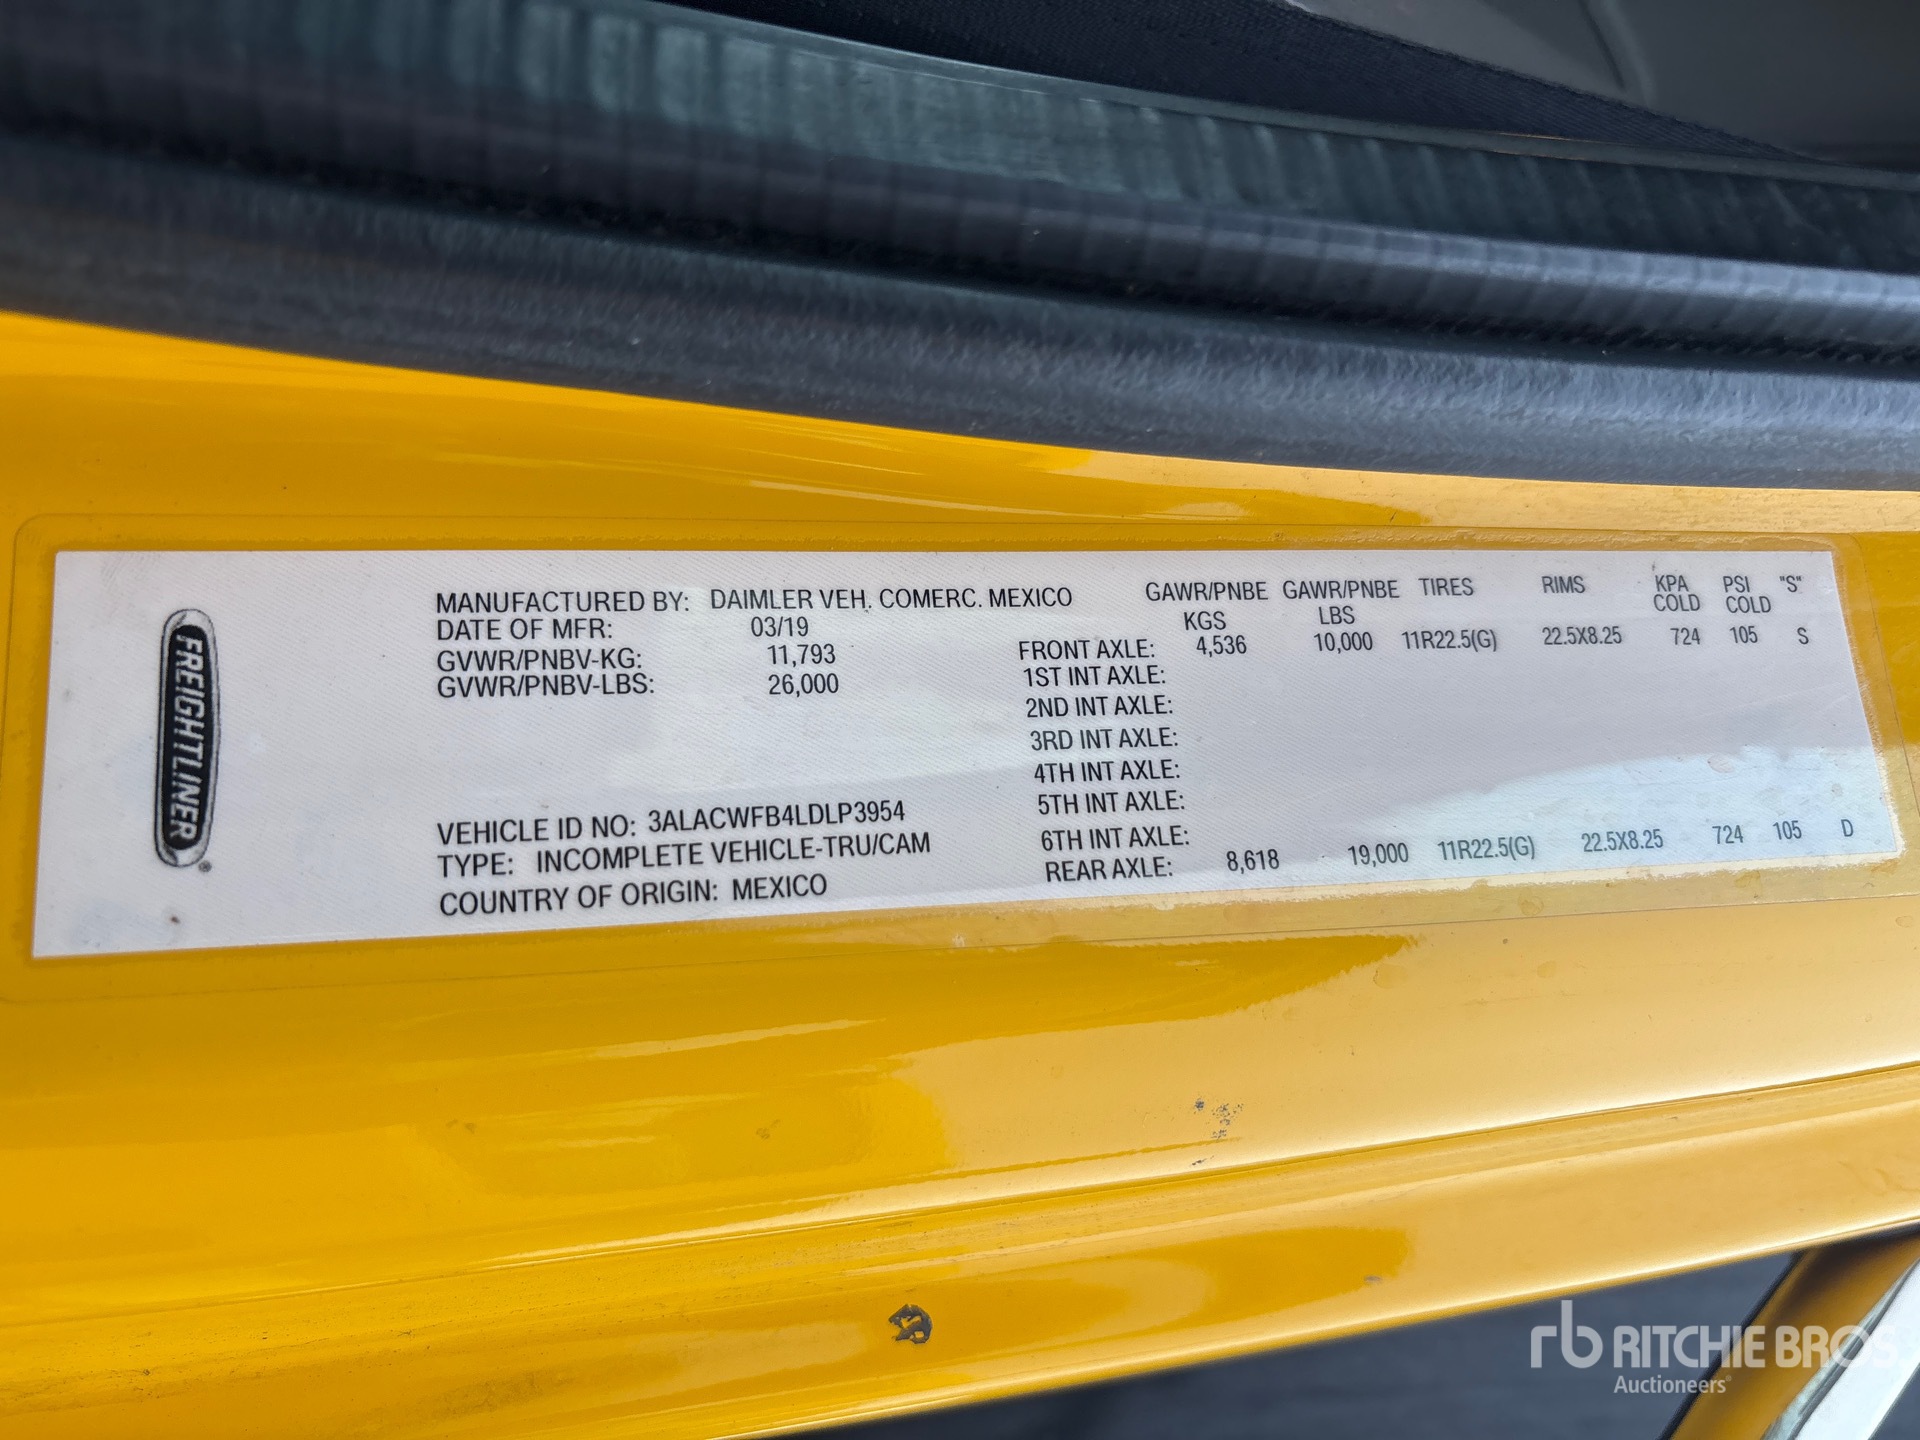 FREIGHTLINER®
MANUFACTURED BY: DAIMLER VEH. COMERC. MEXICO
DATE OF MFR: 03/19
GVWR/PNBV-KG: 11,793
GVWR/PNBV-LBS: 26,000
VEHICLE ID NO: 3ALACWFB4LDLP3954
TYPE: INCOMPLETE VEHICLE-TRU/CAM
COUNTRY OF ORIGIN: MEXICO
GAWR/PNBE GAWR/PNBE TIRES RIMS KPA PSI "S"
KGS LBS COLD COLD
FRONT AXLE: 4,536 10,000 11R22.5(G) 22.5X8.25 724 105 S
1ST INT AXLE:
2ND INT AXLE:
3RD INT AXLE:
4TH INT AXLE:
5TH INT AXLE:
6TH INT AXLE:
REAR AXLE: 8,618 19,000 11R22.5(G) 22.5X8.25 724 105 D
rb RITCHIE BROS
Auctioneers